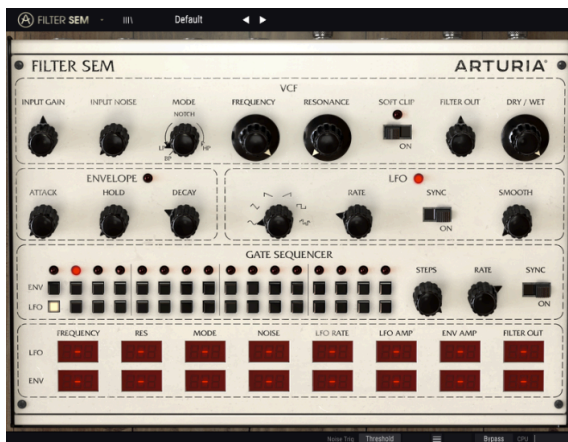 FILTER SEM
Default
FILTER SEM
ARTURIA
VCF
INPUT GAIN INPUT NOISE MODE FREQUENCY RESONANCE SOFT CLIP FILTER OUT DRY / WET
NOTCH
LP HP
BP
ON
ENVELOPE LFO
ATTACK HOLD DECAY RATE SYNC SMOOTH
ON
GATE SEQUENCER
STEPS RATE SYNC
ENV
LFO ON
FREQUENCY RES MODE NOISE LFO RATE LFO AMP ENV AMP FILTER OUT
LFO - - - - - - - -
ENV - - - - - - - -
Noise Trig Threshold Bypass CPU